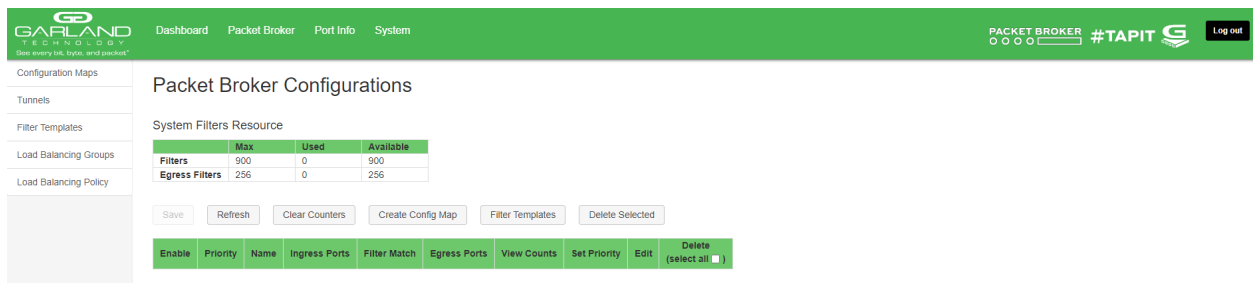 GARLAND
TECHNOLOGY
See every bit, byte, and packet®
Dashboard Packet Broker Port Info System
PACKET BROKER
#TAPIT
Log out
Configuration Maps
Tunnels
Filter Templates
Load Balancing Groups
Load Balancing Policy
Packet Broker Configurations
System Filters Resource
Max Used Available
Filters 900 0 900
Egress Filters 256 0 256
Save Refresh Clear Counters Create Config Map Filter Templates Delete Selected
Enable Priority Name Ingress Ports Filter Match Egress Ports View Counts Set Priority Edit Delete
(select all )